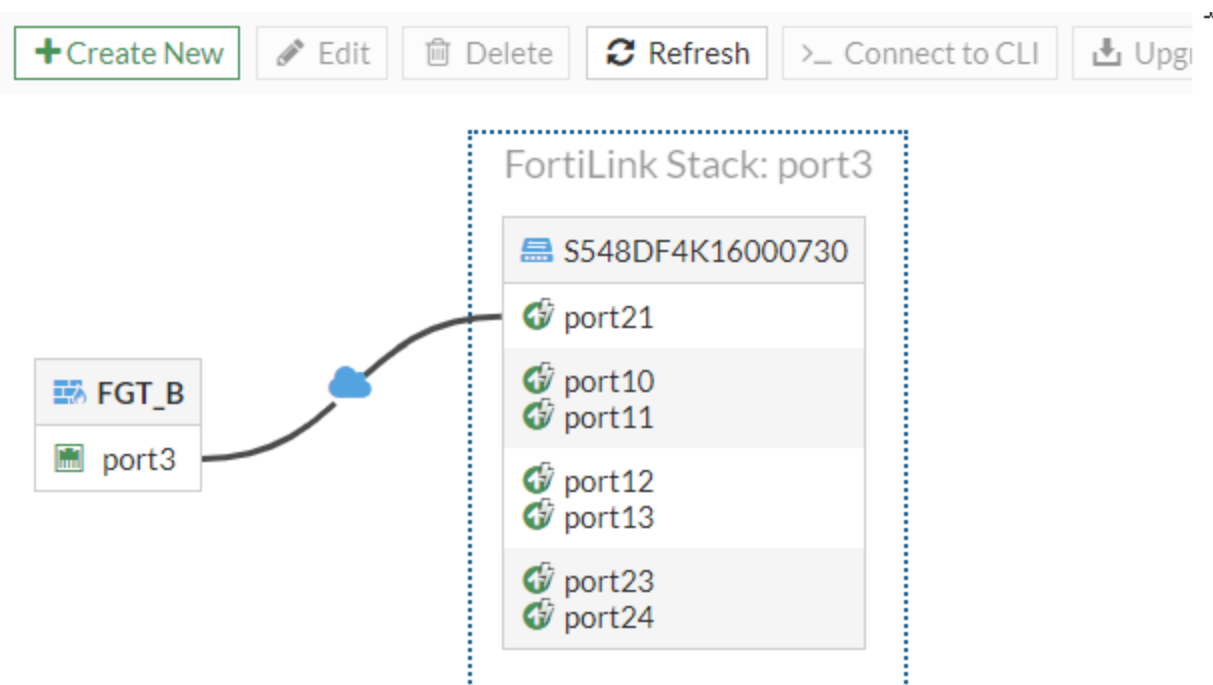 Create New Edit Delete Refresh >_ Connect to CLI
FortiLink Stack: port3
S548DF4K16000730
port21
port10
port11
port12
port13
port23
port24
FGT_B
port3